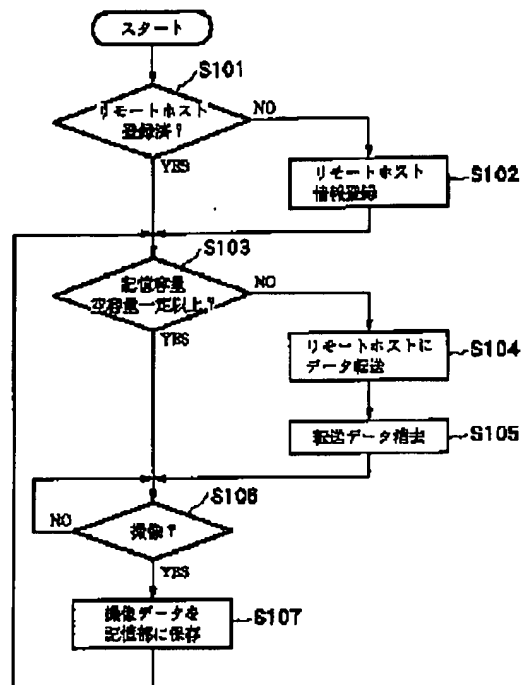 スタート
S101
リモートホスト
登録済?
NO
YES
リモートホスト
情報登録
S102
S103
記憶容量
空容量一定以上?
NO
YES
リモートホストに
データ転送
S104
転送データ消去
S105
S106
撮像?
NO
YES
撮像データを
記憶部に保存
S107